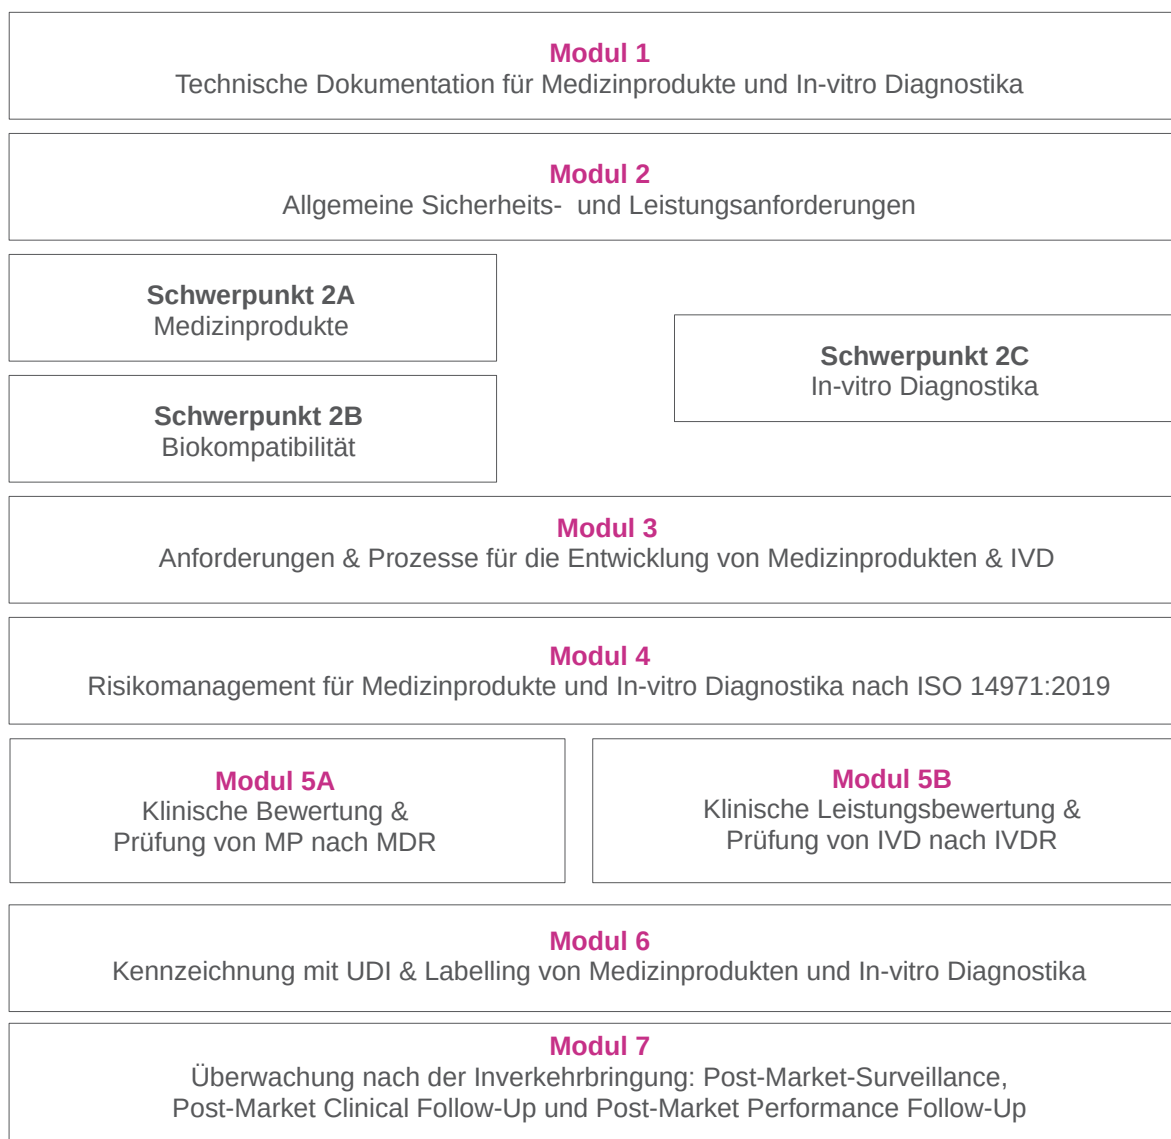 Modul 1
Technische Dokumentation für Medizinprodukte und In-vitro Diagnostika
Modul 2
Allgemeine Sicherheits-  und Leistungsanforderungen
Schwerpunkt 2A
Medizinprodukte
Schwerpunkt 2B
Biokompatibilität
Schwerpunkt 2C
In-vitro Diagnostika
Modul 3
Anforderungen & Prozesse für die Entwicklung von Medizinprodukten & IVD
Modul 4
Risikomanagement für Medizinprodukte und In-vitro Diagnostika nach ISO 14971:2019
Modul 5A
Klinische Bewertung &
Prüfung von MP nach MDR
Modul 5B
Klinische Leistungsbewertung &
Prüfung von IVD nach IVDR
Modul 6
Kennzeichnung mit UDI & Labelling von Medizinprodukten und In-vitro Diagnostika
Modul 7
Überwachung nach der Inverkehrbringung: Post-Market-Surveillance,
Post-Market Clinical Follow-Up und Post-Market Performance Follow-Up